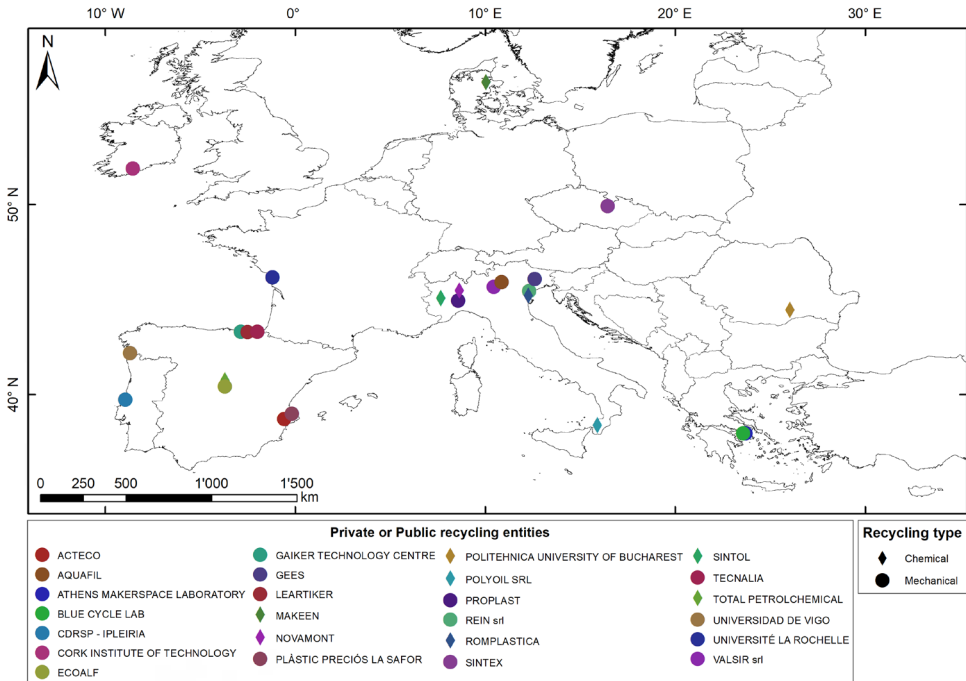 10° W 0° 10° E 20° E 30° E
N
50° N
40° N
0 250 500 1'000 1'500
km
Private or Public recycling entities
ACTECO
AQUAFIL
ATHENS MAKERSPACE LABORATORY
BLUE CYCLE LAB
CDRSP - IPLEIRIA
CORK INSTITUTE OF TECHNOLOGY
ECOALF
GAIKER TECHNOLOGY CENTRE
GEES
LEARTIKER
MAKEEN
NOVAMONT
PLÀSTIC PRECIÓS LA SAFOR
POLITEHNICA UNIVERSITY OF BUCHAREST
POLYOIL SRL
PROPLAST
REIN srl
ROMPLASTICA
SINTEX
SINTOL
TECNALIA
TOTAL PETROLCHEMICAL
UNIVERSIDAD DE VIGO
UNIVERSITÉ LA ROCHELLE
VALSIR srl
Recycling type
Chemical
Mechanical